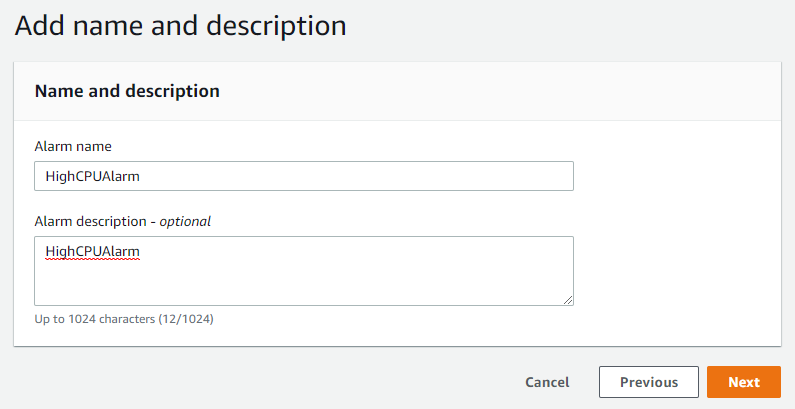 Add name and description
Name and description
Alarm name
HighCPUAlarm
Alarm description - optional
HighCPUAlarm
Up to 1024 characters (12/1024)
Cancel Previous Next